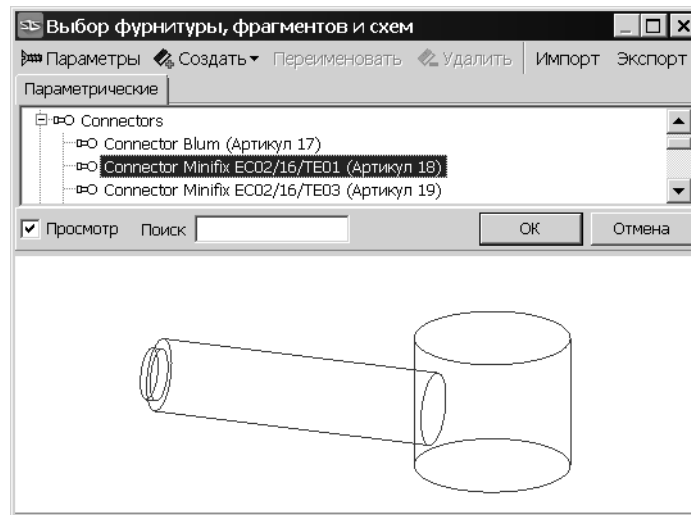 Выбор фурнитуры, фрагментов и схем
Параметры Создать Переименовать Удалить Импорт Экспорт
Параметрические
Connectors
Connector Blum (Артикул 17)
Connector Minifix EC02/16/TE01 (Артикул 18)
Connector Minifix EC02/16/TE03 (Артикул 19)
Просмотр Поиск ОК Отмена